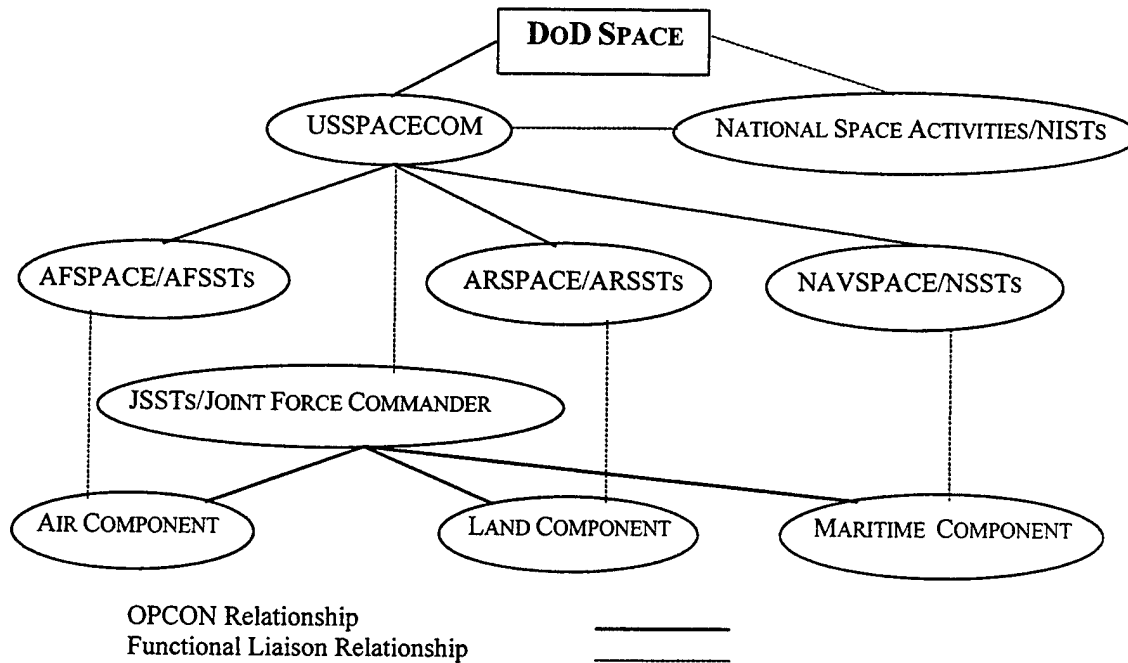 DOD SPACE
USSPACECOM
NATIONAL SPACE ACTIVITIES/NISTS
AFSPACE/AFSSTS
ARSPACE/ARSSTS
NAVSPACE/NSSTS
JSSTS/JOINT FORCE COMMANDER
AIR COMPONENT
LAND COMPONENT
MARITIME COMPONENT
OPCON Relationship
Functional Liaison Relationship